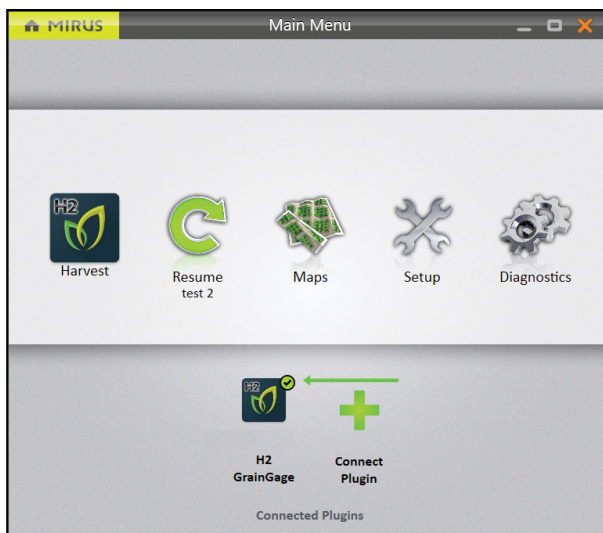 MIRUS
Main Menu
H2
Harvest
Resume
test 2
Maps
Setup
Diagnostics
H2
H2
GrainGage
Connect
Plugin
Connected Plugins